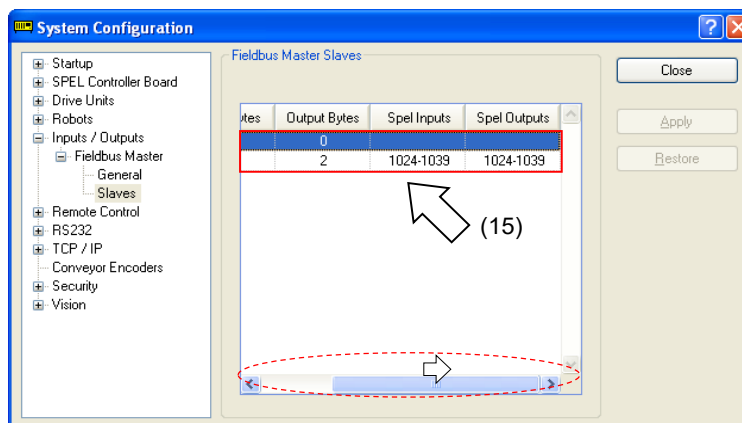 System Configuration
Startup
SPEL Controller Board
Drive Units
Robots
Inputs / Outputs
Fieldbus Master
General
Slaves
Remote Control
RS232
TCP / IP
Conveyor Encoders
Security
Vision
Fieldbus Master Slaves
ytes Output Bytes Spel Inputs Spel Outputs
0
2 1024-1039 1024-1039
(15)
Close
Apply
Restore